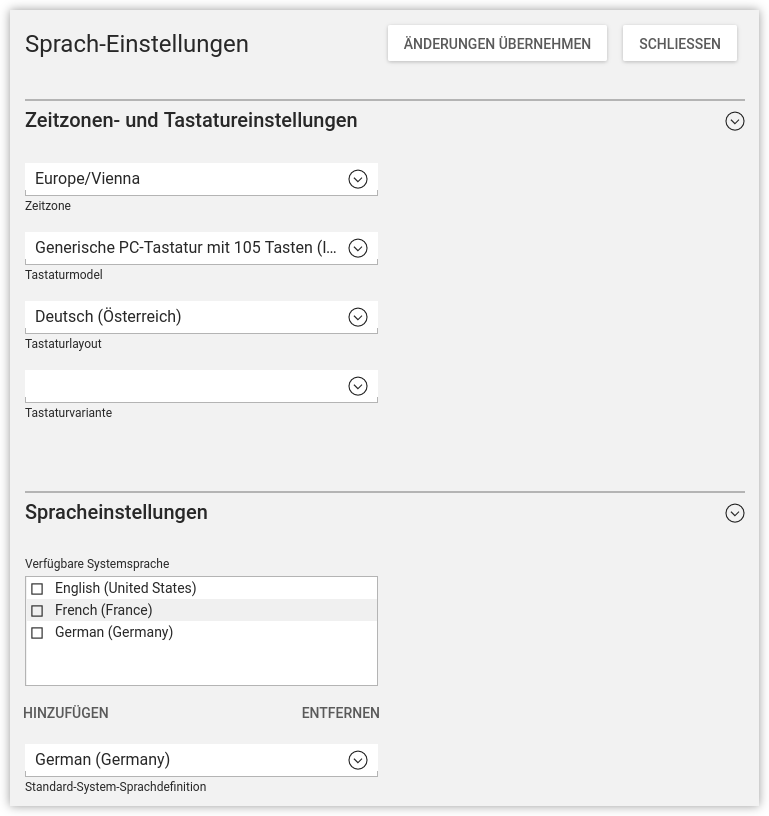 Sprach-Einstellungen
ÄNDERUNGEN ÜBERNEHMEN
SCHLIESSEN
Zeitzonen- und Tastatureinstellungen
Europe/Vienna
Zeitzone
Generische PC-Tastatur mit 105 Tasten (I...
Tastaturmodel
Deutsch (Österreich)
Tastaturlayout
Tastaturvariante
Spracheinstellungen
Verfügbare Systemsprache
English (United States)
French (France)
German (Germany)
HINZUFÜGEN
ENTFERNEN
German (Germany)
Standard-System-Sprachdefinition